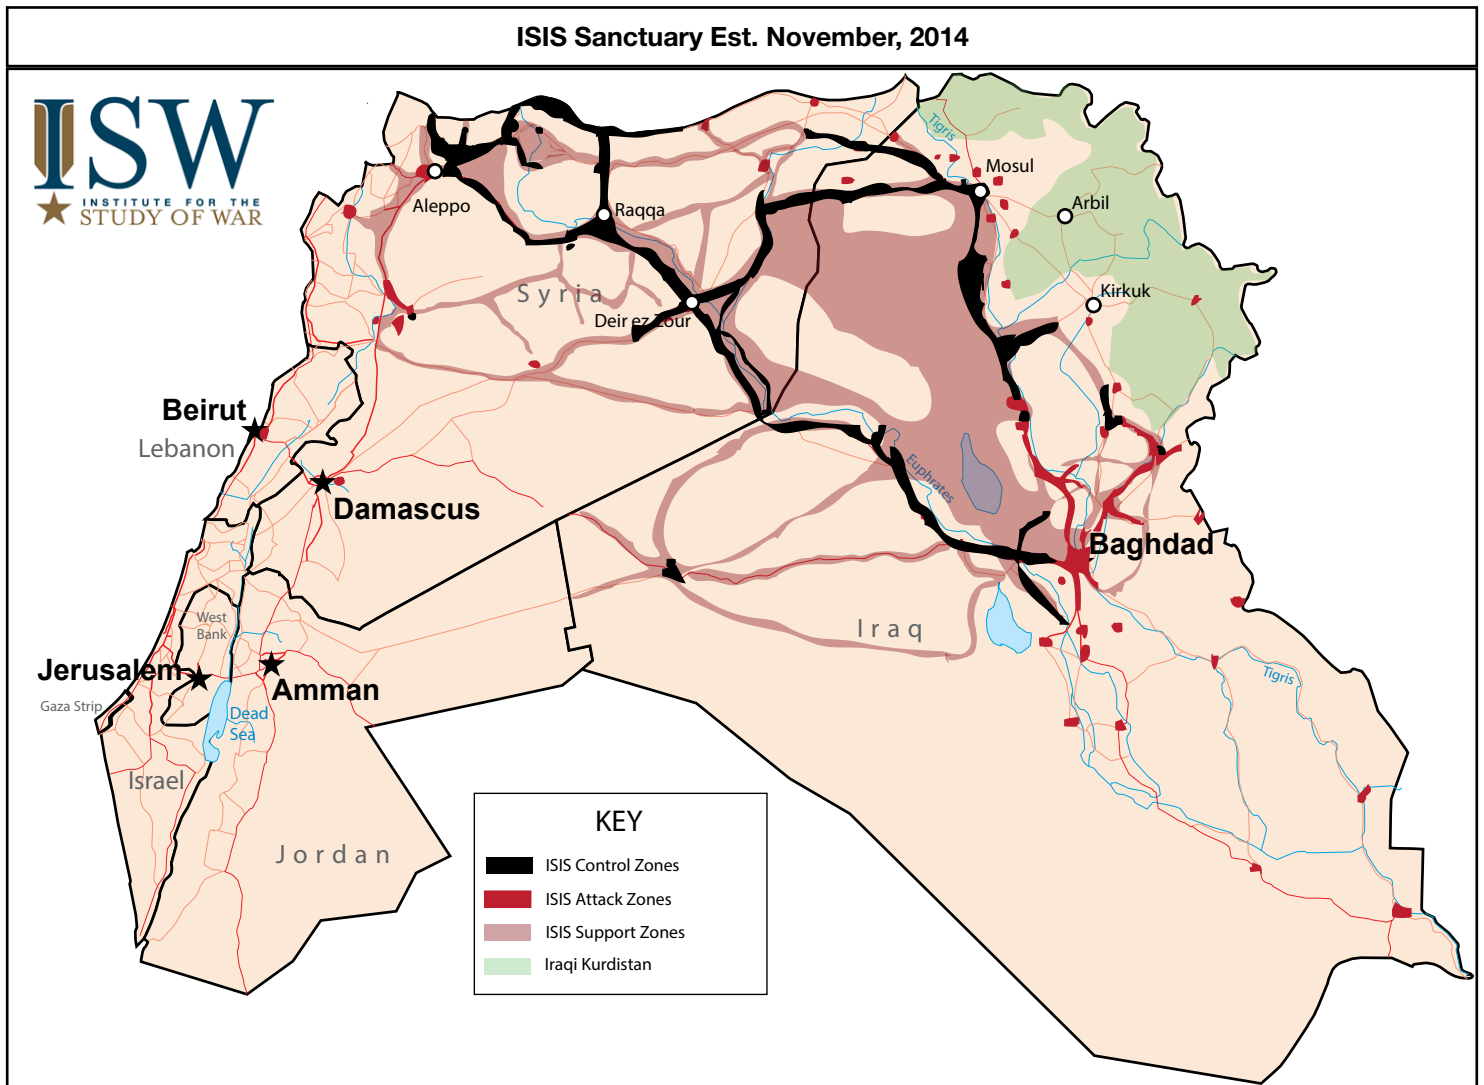 ISIS Sanctuary Est. November, 2014
ISW
INSTITUTE FOR THE
STUDY OF WAR
Tigris
Mosul
Arbil
Aleppo
Raqqa
Kirkuk
Syria
Deir ez Zour
Beirut
Lebanon
Euphrates
Damascus
Baghdad
West
Bank
Iraq
Jerusalem
Amman
Tigris
Gaza Strip
Dead
Sea
Israel
Jordan
KEY
ISIS Control Zones
ISIS Attack Zones
ISIS Support Zones
Iraqi Kurdistan